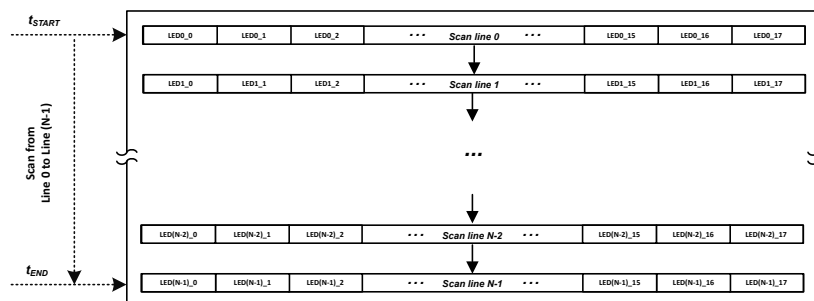 t_START
LED0_0 LED0_1 LED0_2 ··· Scan line 0 ··· LED0_15 LED0_16 LED0_17
LED1_0 LED1_1 LED1_2 ··· Scan line 1 ··· LED1_15 LED1_16 LED1_17
Scan from
Line 0 to Line (N-1)
...
LED(N-2)_0 LED(N-2)_1 LED(N-2)_2 ··· Scan line N-2 ··· LED(N-2)_15 LED(N-2)_16 LED(N-2)_17
t_END
LED(N-1)_0 LED(N-1)_1 LED(N-1)_2 ··· Scan line N-1 ··· LED(N-1)_15 LED(N-1)_16 LED(N-1)_17